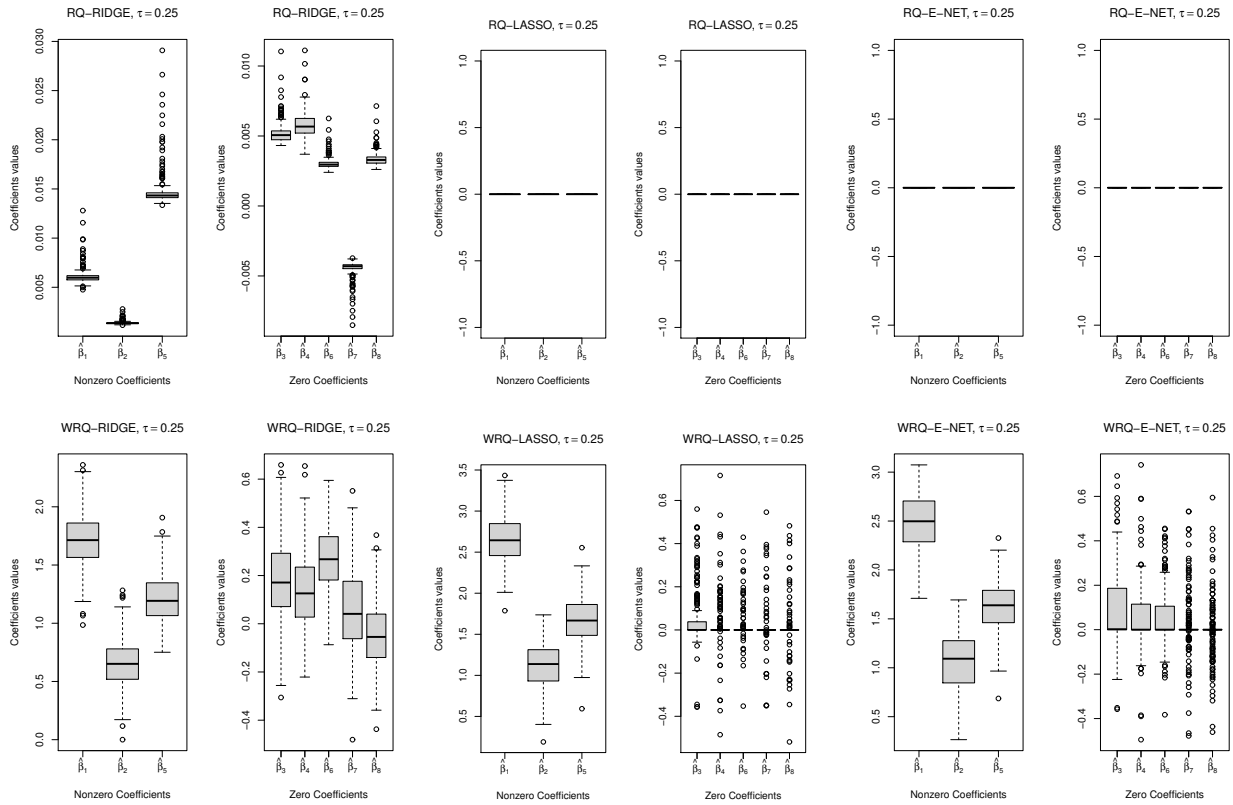 RQ−RIDGE, τ = 0.25
Coefficients values
0.030
0.025
0.020
0.015
0.010
0.005
β̂1 β̂2 β̂5
Nonzero Coefficients
RQ−RIDGE, τ = 0.25
Coefficients values
0.010
0.005
0.000
−0.005
β̂3 β̂4 β̂6 β̂7 β̂8
Zero Coefficients
RQ−LASSO, τ = 0.25
Coefficients values
1.0
0.5
0.0
−0.5
−1.0
β̂1 β̂2 β̂5
Nonzero Coefficients
RQ−LASSO, τ = 0.25
Coefficients values
1.0
0.5
0.0
−0.5
−1.0
β̂3 β̂4 β̂6 β̂7 β̂8
Zero Coefficients
RQ−E−NET, τ = 0.25
Coefficients values
1.0
0.5
0.0
−0.5
−1.0
β̂1 β̂2 β̂5
Nonzero Coefficients
RQ−E−NET, τ = 0.25
Coefficients values
1.0
0.5
0.0
−0.5
−1.0
β̂3 β̂4 β̂6 β̂7 β̂8
Zero Coefficients
WRQ−RIDGE, τ = 0.25
Coefficients values
2.0
1.5
1.0
0.5
0.0
β̂1 β̂2 β̂5
Nonzero Coefficients
WRQ−RIDGE, τ = 0.25
Coefficients values
0.6
0.4
0.2
0.0
−0.2
−0.4
β̂3 β̂4 β̂6 β̂7 β̂8
Zero Coefficients
WRQ−LASSO, τ = 0.25
Coefficients values
3.5
3.0
2.5
2.0
1.5
1.0
0.5
β̂1 β̂2 β̂5
Nonzero Coefficients
WRQ−LASSO, τ = 0.25
Coefficients values
0.6
0.4
0.2
0.0
−0.2
−0.4
β̂3 β̂4 β̂6 β̂7 β̂8
Zero Coefficients
WRQ−E−NET, τ = 0.25
Coefficients values
3.0
2.5
2.0
1.5
1.0
0.5
β̂1 β̂2 β̂5
Nonzero Coefficients
WRQ−E−NET, τ = 0.25
Coefficients values
0.6
0.4
0.2
0.0
−0.2
−0.4
β̂3 β̂4 β̂6 β̂7 β̂8
Zero Coefficients